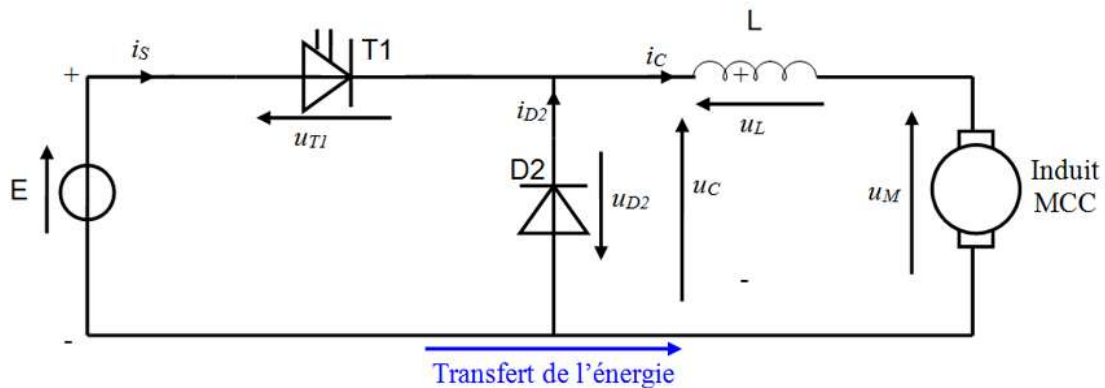 L
T1
iS
iC
+
+
iD2
uT1
uL
D2
E
uD2
uC
uM
Induit
MCC
-
-
Transfert de l'énergie